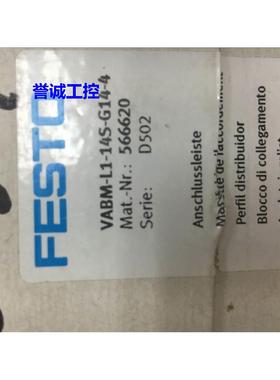 誉诚工控
FESTO
VABM-L1-14S-G14-4
Mat.-Nr.: 566620
Serie: D502
Anschlussleiste
Perfil distribuidor
Blocco di collegamento